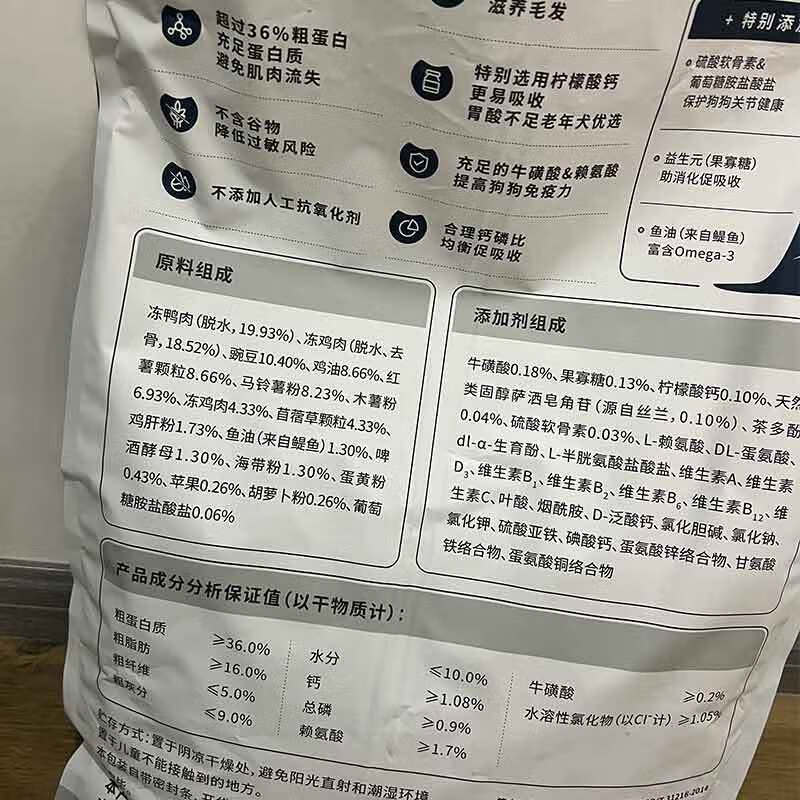 超过36%粗蛋白
充足蛋白质
避免肌肉流失
不含谷物
降低过敏风险
不添加人工抗氧化剂
滋养毛发
特别选用柠檬酸钙
更易吸收
胃酸不足老年犬优选
充足的牛磺酸&赖氨酸
提高狗狗免疫力
合理钙磷比
均衡促吸收
+ 特别添加
硫酸软骨素&
葡萄糖胺盐酸盐
保护狗狗关节健康
益生元(果寡糖)
助消化促吸收
鱼油(来自鳀鱼)
富含Omega-3
原料组成
冻鸭肉(脱水,19.93%)、冻鸡肉(脱水、去
骨,18.52%)、豌豆10.40%、鸡油8.66%、红
薯颗粒8.66%、马铃薯粉8.23%、木薯粉
6.93%、冻鸡肉4.33%、苜蓿草颗粒4.33%、
鸡肝粉1.73%、鱼油(来自鳀鱼)1.30%、啤
酒酵母1.30%、海带粉1.30%、蛋黄粉
0.43%、苹果0.26%、胡萝卜粉0.26%、葡萄
糖胺盐酸盐0.06%
添加剂组成
牛磺酸0.18%、果寡糖0.13%、柠檬酸钙0.10%、天然
类固醇萨洒皂角苷(源自丝兰,0.10%)、茶多酚
0.04%、硫酸软骨素0.03%、L-赖氨酸、DL-蛋氨酸、
dl-α-生育酚、L-半胱氨酸盐酸盐、维生素A、维生素
D₃、维生素B₁、维生素B₂、维生素B₆、维生素B₁₂、维
生素C、叶酸、烟酰胺、D-泛酸钙、氯化胆碱、氯化钠、
氯化钾、硫酸亚铁、碘酸钙、蛋氨酸锌络合物、甘氨酸
铁络合物、蛋氨酸铜络合物
产品成分分析保证值(以干物质计):
粗蛋白质 ≥36.0%
粗脂肪 ≥16.0%
粗纤维 ≤5.0%
粗灰分 ≤9.0%
水分 ≤10.0%
钙 ≥1.08%
总磷 ≥0.9%
赖氨酸 ≥1.7%
牛磺酸 ≥0.2%
水溶性氯化物(以Cl⁻计) ≥1.05%
贮存方式:置于阴凉干燥处,避免阳光直射和潮湿环境
置于儿童不能接触到的地方。
本包装自带密封条,开